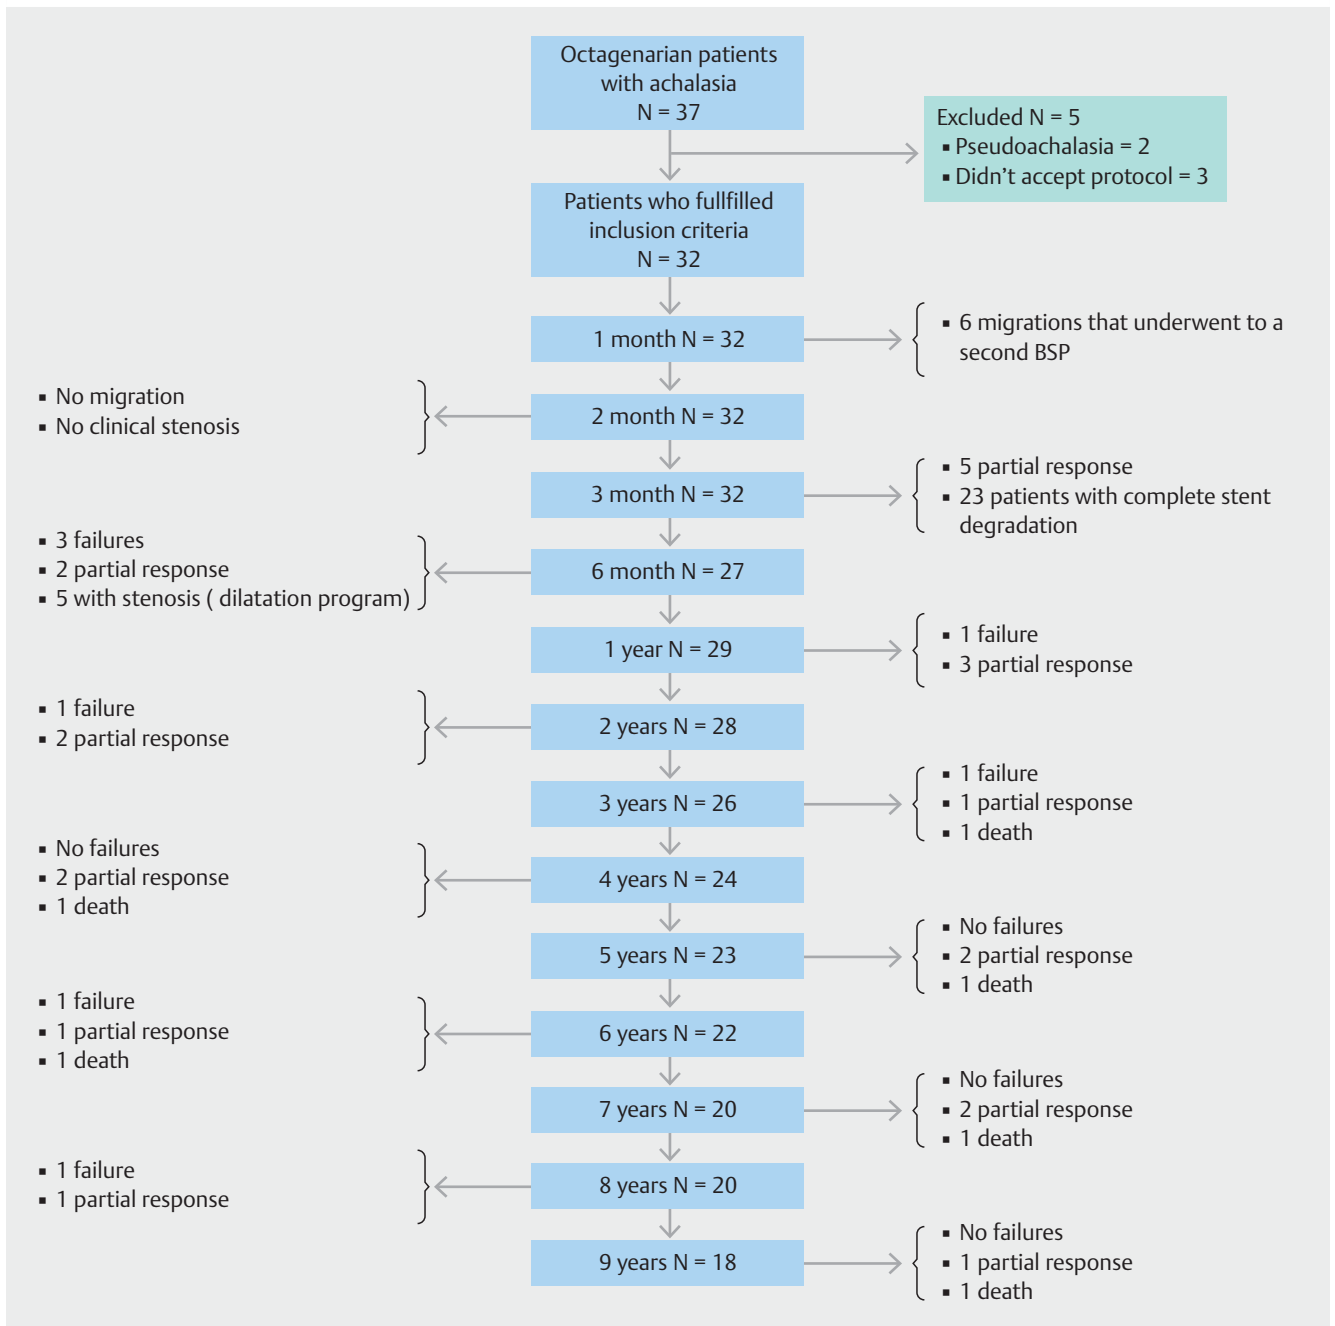 Octagenarian patients
with achalasia
N = 37
Excluded N = 5
▪ Pseudoachalasia = 2
▪ Didn’t accept protocol = 3
Patients who fullfilled
inclusion criteria
N = 32
1 month N = 32
▪ 6 migrations that underwent to a
second BSP
2 month N = 32
▪ No migration
▪ No clinical stenosis
3 month N = 32
▪ 5 partial response
▪ 23 patients with complete stent
degradation
6 month N = 27
▪ 3 failures
▪ 2 partial response
▪ 5 with stenosis ( dilatation program)
1 year N = 29
▪ 1 failure
▪ 3 partial response
2 years N = 28
▪ 1 failure
▪ 2 partial response
3 years N = 26
▪ 1 failure
▪ 1 partial response
▪ 1 death
4 years N = 24
▪ No failures
▪ 2 partial response
▪ 1 death
5 years N = 23
▪ No failures
▪ 2 partial response
▪ 1 death
6 years N = 22
▪ 1 failure
▪ 1 partial response
▪ 1 death
7 years N = 20
▪ No failures
▪ 2 partial response
▪ 1 death
8 years N = 20
▪ 1 failure
▪ 1 partial response
9 years N = 18
▪ No failures
▪ 1 partial response
▪ 1 death